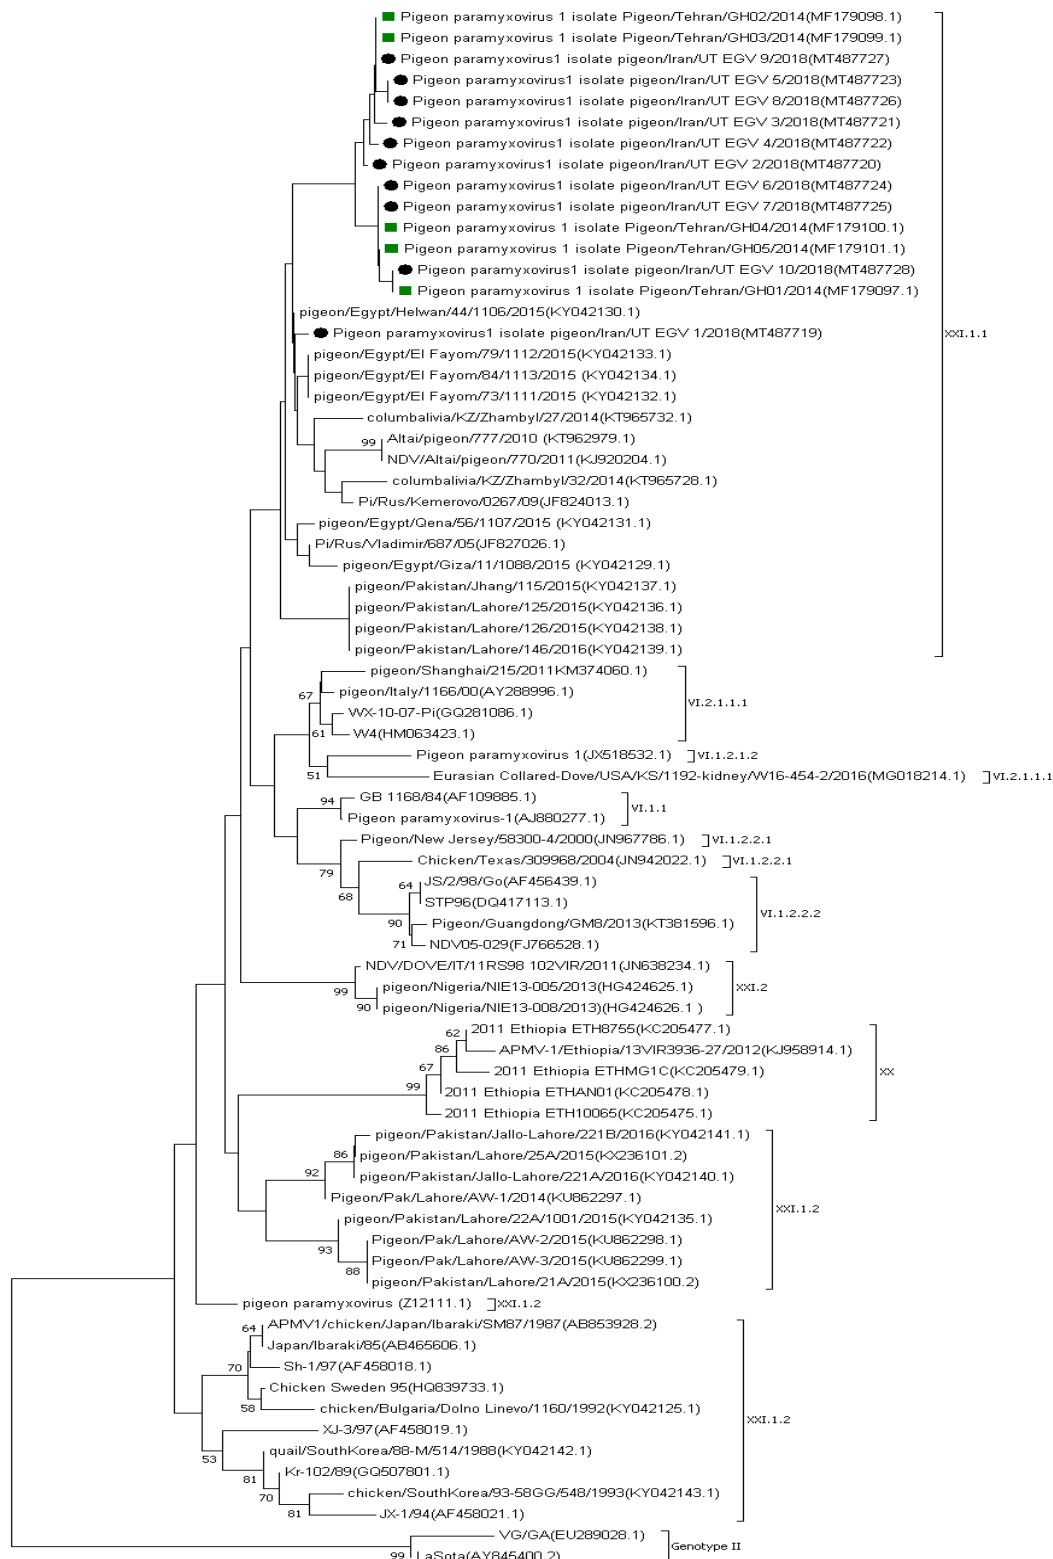 Pigeon paramyxovirus 1 isolate Pigeon/Tehran/GH02/2014(MF179098.1)
Pigeon paramyxovirus 1 isolate Pigeon/Tehran/GH03/2014(MF179099.1)
Pigeon paramyxovirus1 isolate pigeon/Iran/UT EGV 9/2018(MT487727)
Pigeon paramyxovirus1 isolate pigeon/Iran/UT EGV 5/2018(MT487723)
Pigeon paramyxovirus1 isolate pigeon/Iran/UT EGV 8/2018(MT487726)
Pigeon paramyxovirus1 isolate pigeon/Iran/UT EGV 3/2018(MT487721)
Pigeon paramyxovirus1 isolate pigeon/Iran/UT EGV 4/2018(MT487722)
Pigeon paramyxovirus1 isolate pigeon/Iran/UT EGV 2/2018(MT487720)
Pigeon paramyxovirus1 isolate pigeon/Iran/UT EGV 6/2018(MT487724)
Pigeon paramyxovirus1 isolate pigeon/Iran/UT EGV 7/2018(MT487725)
Pigeon paramyxovirus 1 isolate Pigeon/Tehran/GH04/2014(MF179100.1)
Pigeon paramyxovirus 1 isolate Pigeon/Tehran/GH05/2014(MF179101.1)
Pigeon paramyxovirus1 isolate pigeon/Iran/UT EGV 10/2018(MT487728)
Pigeon paramyxovirus 1 isolate Pigeon/Tehran/GH01/2014(MF179097.1)
pigeon/Egypt/Helwan/44/1106/2015(KY042130.1)
Pigeon paramyxovirus1 isolate pigeon/Iran/UT EGV 1/2018(MT487719)
XXI.1.1
pigeon/Egypt/El Fayom/79/1112/2015(KY042133.1)
pigeon/Egypt/El Fayom/84/1113/2015 (KY042134.1)
pigeon/Egypt/El Fayom/73/1111/2015 (KY042132.1)
columbalivia/KZ/Zhambyl/27/2014(KT965732.1)
99
Altai/pigeon/777/2010 (KT962979.1)
NDV/Altai/pigeon/770/2011(KJ920204.1)
columbalivia/KZ/Zhambyl/32/2014(KT965728.1)
Pi/Rus/Kemerovo/0267/09(JF824013.1)
pigeon/Egypt/Qena/56/1107/2015 (KY042131.1)
Pi/Rus/Vladimir/687/05(JF827026.1)
pigeon/Egypt/Giza/11/1088/2015 (KY042129.1)
pigeon/Pakistan/Jhang/115/2015(KY042137.1)
pigeon/Pakistan/Lahore/125/2015(KY042136.1)
pigeon/Pakistan/Lahore/126/2015(KY042138.1)
pigeon/Pakistan/Lahore/146/2016(KY042139.1)
pigeon/Shanghai/215/2011KM374060.1)
67
pigeon/Italy/1166/00(AY288996.1)
VI.2.1.1.1
WX-10-07-Pi(GQ281086.1)
61
W4(HM063423.1)
Pigeon paramyxovirus 1(JX518532.1)
VI.1.2.1.2
51
Eurasian Collared-Dove/USA/KS/1192-kidney/W16-454-2/2016(MG018214.1)
VI.2.1.1.1
94
GB 1168/84(AF109885.1)
VI.1.1
Pigeon paramyxovirus-1(AJ880277.1)
Pigeon/New Jersey/58300-4/2000(JN967786.1)
VI.1.2.2.1
79
Chicken/Texas/309968/2004(JN942022.1)
VI.1.2.2.1
68
64
JS/2/98/Go(AF456439.1)
STP96(DQ417113.1)
VI.1.2.2.2
90
Pigeon/Guangdong/GM8/2013(KT381596.1)
71
NDV05-029(FJ766528.1)
NDV/DOVE/IT/11RS98 102VIR/2011(JN638234.1)
99
pigeon/Nigeria/NIE13-005/2013(HG424625.1)
XXI.2
90
pigeon/Nigeria/NIE13-008/2013)(HG424626.1 )
62
2011 Ethiopia ETH8755(KC205477.1)
86
APMV-1/Ethiopia/13VIR3936-27/2012(KJ958914.1)
67
2011 Ethiopia ETHMG1C(KC205479.1)
XX
99
2011 Ethiopia ETHAN01(KC205478.1)
2011 Ethiopia ETH10065(KC205475.1)
pigeon/Pakistan/Jallo-Lahore/221B/2016(KY042141.1)
86
pigeon/Pakistan/Lahore/25A/2015(KX236101.2)
92
pigeon/Pakistan/Jallo-Lahore/221A/2016(KY042140.1)
Pigeon/Pak/Lahore/AW-1/2014(KU862297.1)
XXI.1.2
pigeon/Pakistan/Lahore/22A/1001/2015(KY042135.1)
93
Pigeon/Pak/Lahore/AW-2/2015(KU862298.1)
88
Pigeon/Pak/Lahore/AW-3/2015(KU862299.1)
pigeon/Pakistan/Lahore/21A/2015(KX236100.2)
pigeon paramyxovirus (Z12111.1)
XXI.1.2
64
APMV1/chicken/Japan/Ibaraki/SM87/1987(AB853928.2)
Japan/Ibaraki/85(AB465606.1)
70
Sh-1/97(AF458018.1)
Chicken Sweden 95(HQ839733.1)
58
chicken/Bulgaria/Dolno Linevo/1160/1992(KY042125.1)
XXI.1.2
XJ-3/97(AF458019.1)
53
quail/SouthKorea/88-M/514/1988(KY042142.1)
81
Kr-102/89(GQ507801.1)
70
chicken/SouthKorea/93-58GG/548/1993(KY042143.1)
81
JX-1/94(AF458021.1)
VG/GA(EU289028.1)
Genotype II
99
LaSota(AY845400.2)